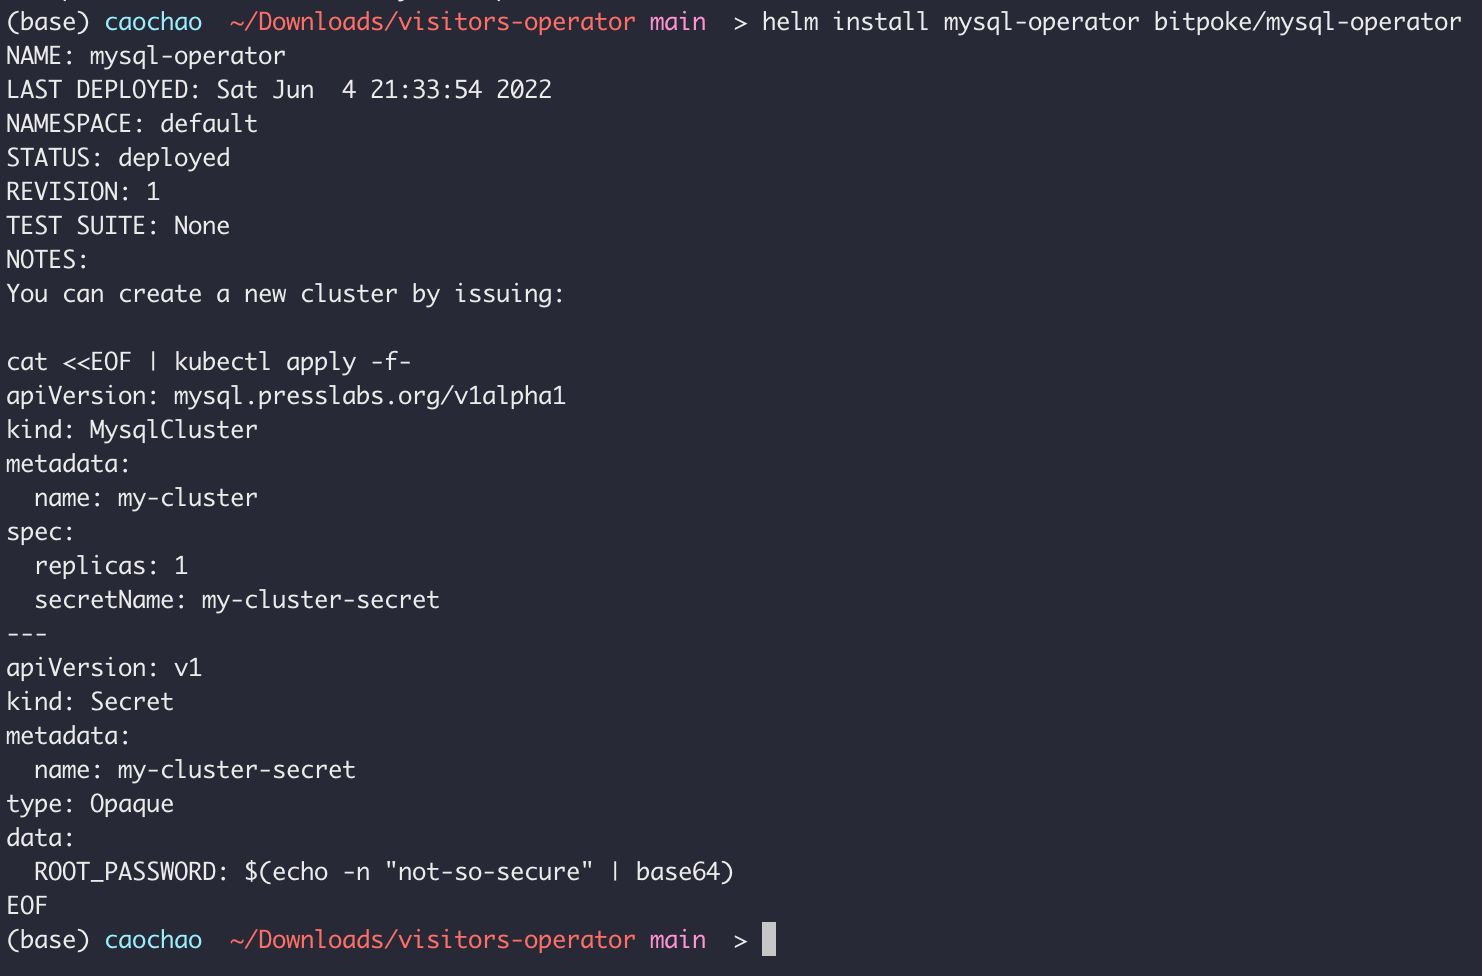 (base) caochao  ~/Downloads/visitors-operator main  > helm install mysql-operator bitpoke/mysql-operator
NAME: mysql-operator
LAST DEPLOYED: Sat Jun  4 21:33:54 2022
NAMESPACE: default
STATUS: deployed
REVISION: 1
TEST SUITE: None
NOTES:
You can create a new cluster by issuing:

cat <<EOF | kubectl apply -f-
apiVersion: mysql.presslabs.org/v1alpha1
kind: MysqlCluster
metadata:
  name: my-cluster
spec:
  replicas: 1
  secretName: my-cluster-secret
---
apiVersion: v1
kind: Secret
metadata:
  name: my-cluster-secret
type: Opaque
data:
  ROOT_PASSWORD: $(echo -n "not-so-secure" | base64)
EOF
(base) caochao  ~/Downloads/visitors-operator main  >